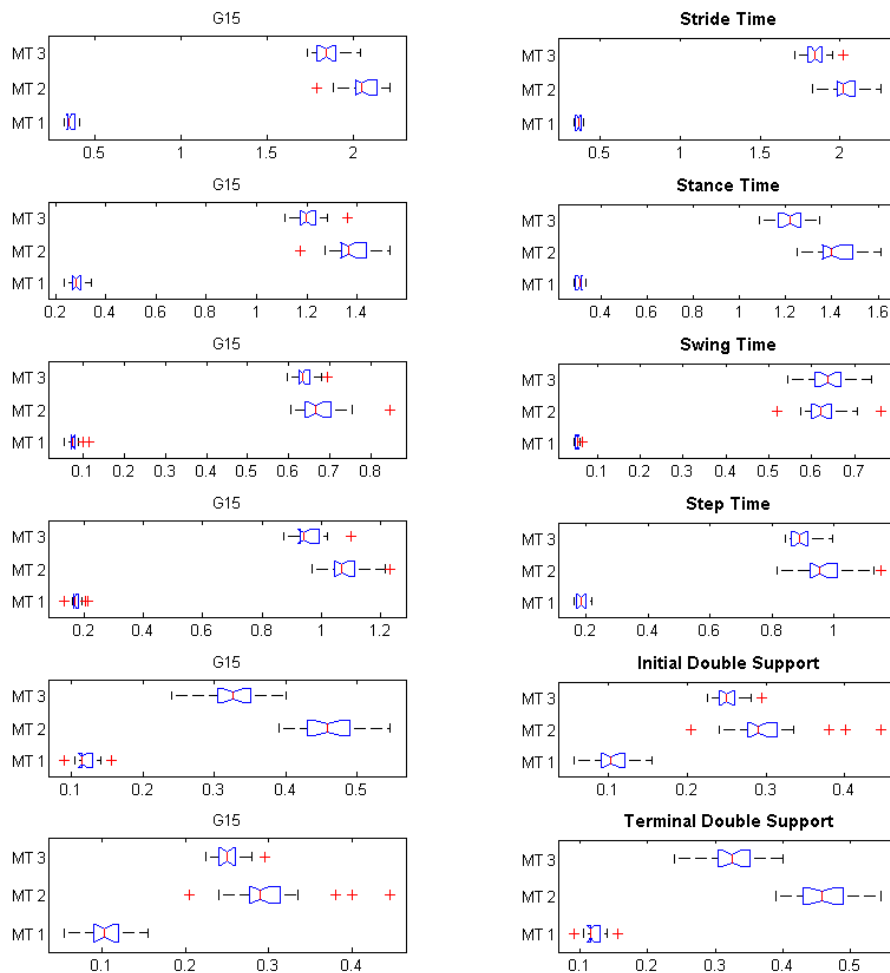 G15
MT 3
MT 2
MT 1
0.5 1 1.5 2
Stride Time
MT 3
MT 2
MT 1
0.5 1 1.5 2
G15
MT 3
MT 2
MT 1
0.2 0.4 0.6 0.8 1 1.2 1.4
Stance Time
MT 3
MT 2
MT 1
0.4 0.6 0.8 1 1.2 1.4 1.6
G15
MT 3
MT 2
MT 1
0.1 0.2 0.3 0.4 0.5 0.6 0.7 0.8
Swing Time
MT 3
MT 2
MT 1
0.1 0.2 0.3 0.4 0.5 0.6 0.7
G15
MT 3
MT 2
MT 1
0.2 0.4 0.6 0.8 1 1.2
Step Time
MT 3
MT 2
MT 1
0.2 0.4 0.6 0.8 1
G15
MT 3
MT 2
MT 1
0.1 0.2 0.3 0.4 0.5
Initial Double Support
MT 3
MT 2
MT 1
0.1 0.2 0.3 0.4
G15
MT 3
MT 2
MT 1
0.1 0.2 0.3 0.4
Terminal Double Support
MT 3
MT 2
MT 1
0.1 0.2 0.3 0.4 0.5